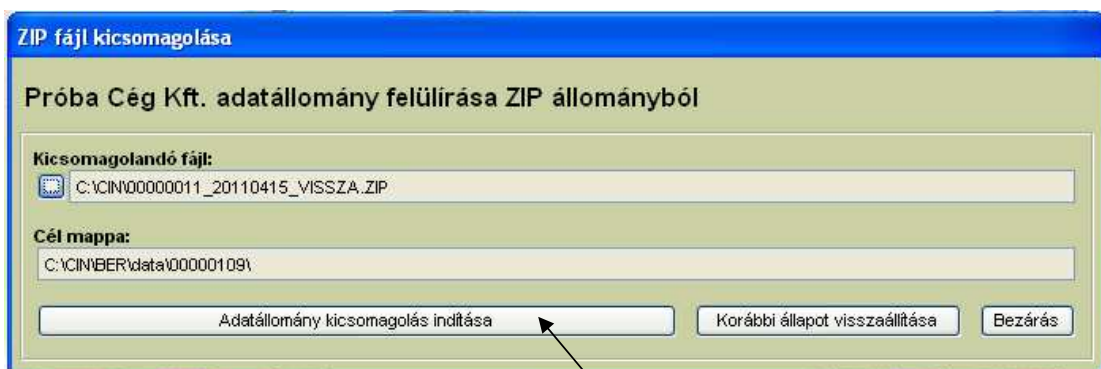 ZIP fájl kicsomagolása
Próba Cég Kft. adatállomány felülírása ZIP állományból
Kicsomagolandó fájl:
C:\CIN\00000011_20110415_VISSZA.ZIP
Cél mappa:
C:\CIN\BER\data\00000109\
Adatállomány kicsomagolás indítása Korábbi állapot visszaállítása Bezárás